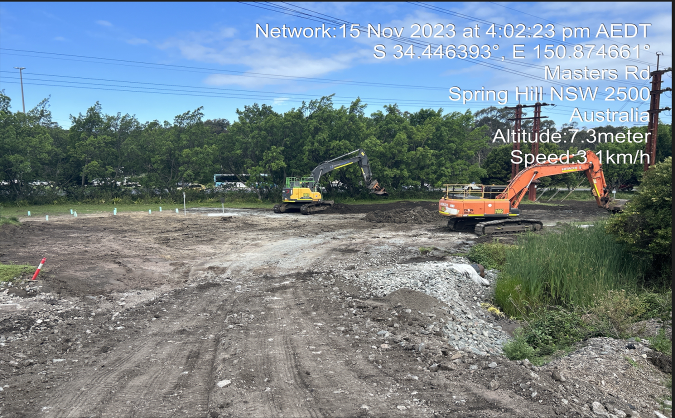 Network:15 Nov 2023 at 4:02:23 pm AEDT
S 34.446393°, E 150.874661°
Masters Rd
Spring Hill NSW 2500
Australia
Altitude:7.3meter
Speed:3.1km/h